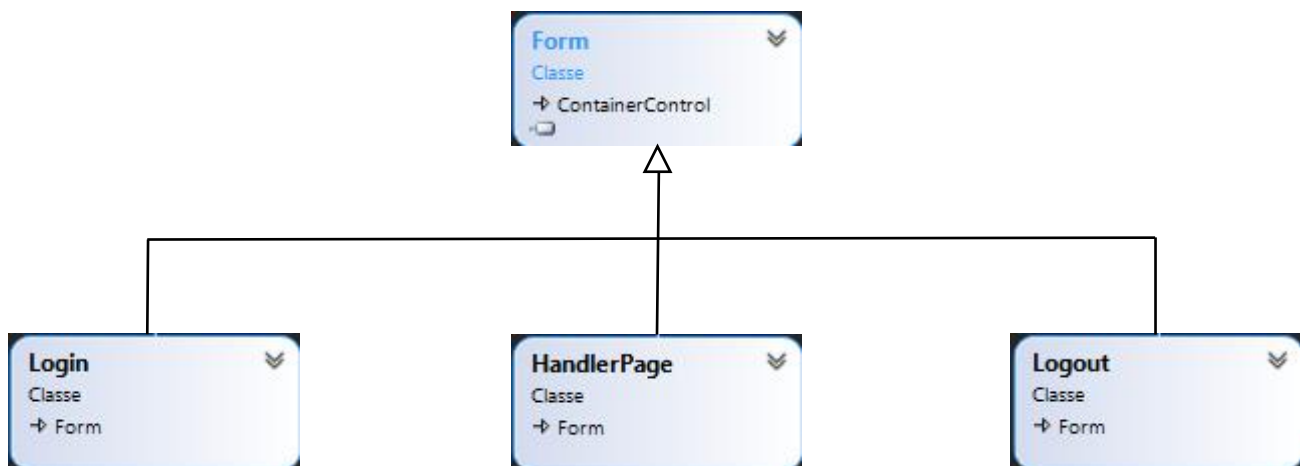 Form
Classe
ContainerControl
Login
Classe
Form
HandlerPage
Classe
Form
Logout
Classe
Form